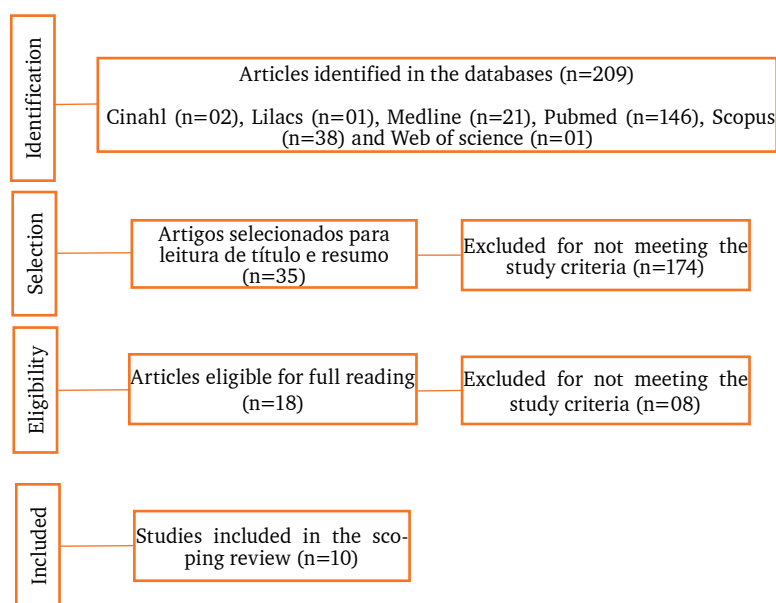 Identification
Articles identified in the databases (n=209)
Cinahl (n=02), Lilacs (n=01), Medline (n=21), Pubmed (n=146), Scopus
(n=38) and Web of science (n=01)
Selection
Artigos selecionados para
leitura de título e resumo
(n=35)
Excluded for not meeting the
study criteria (n=174)
Eligibility
Articles eligible for full reading
(n=18)
Excluded for not meeting the
study criteria (n=08)
Included
Studies included in the sco-
ping review (n=10)